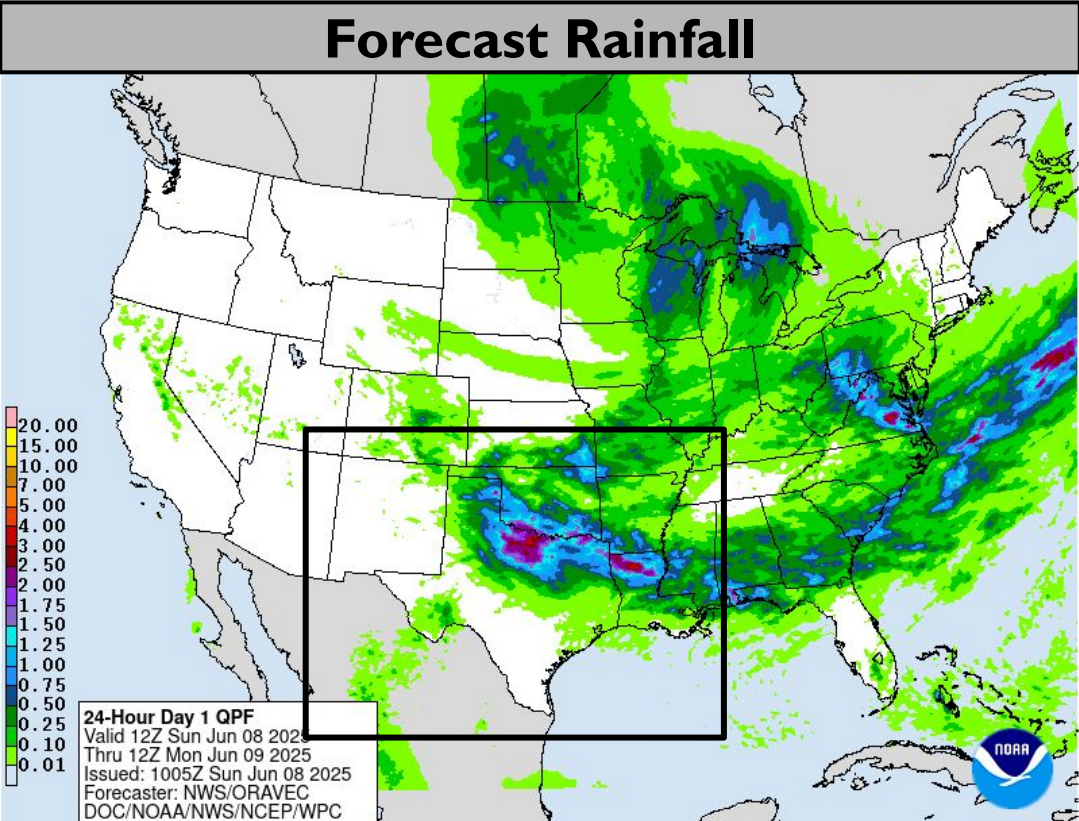 Forecast Rainfall
20.00
15.00
10.00
7.00
5.00
4.00
3.00
2.50
2.00
1.75
1.50
1.25
1.00
0.75
0.50
0.25
0.10
0.01
24-Hour Day 1 QPF
Valid 12Z Sun Jun 08 2025
Thru 12Z Mon Jun 09 2025
Issued: 1005Z Sun Jun 08 2025
Forecaster: NWS/ORAVEC
DOC/NOAA/NWS/NCEP/WPC
NOAA